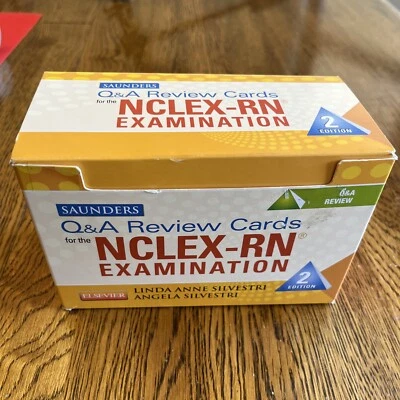 SAUNDERS
Q&A Review Cards
for the NCLEX-RN
EXAMINATION
2
EDITION
Q&A
REVIEW
SAUNDERS
Q&A Review Cards
for the NCLEX-RN®
EXAMINATION
2
EDITION
ELSEVIER
LINDA ANNE SILVESTRI
ANGELA SILVESTRI